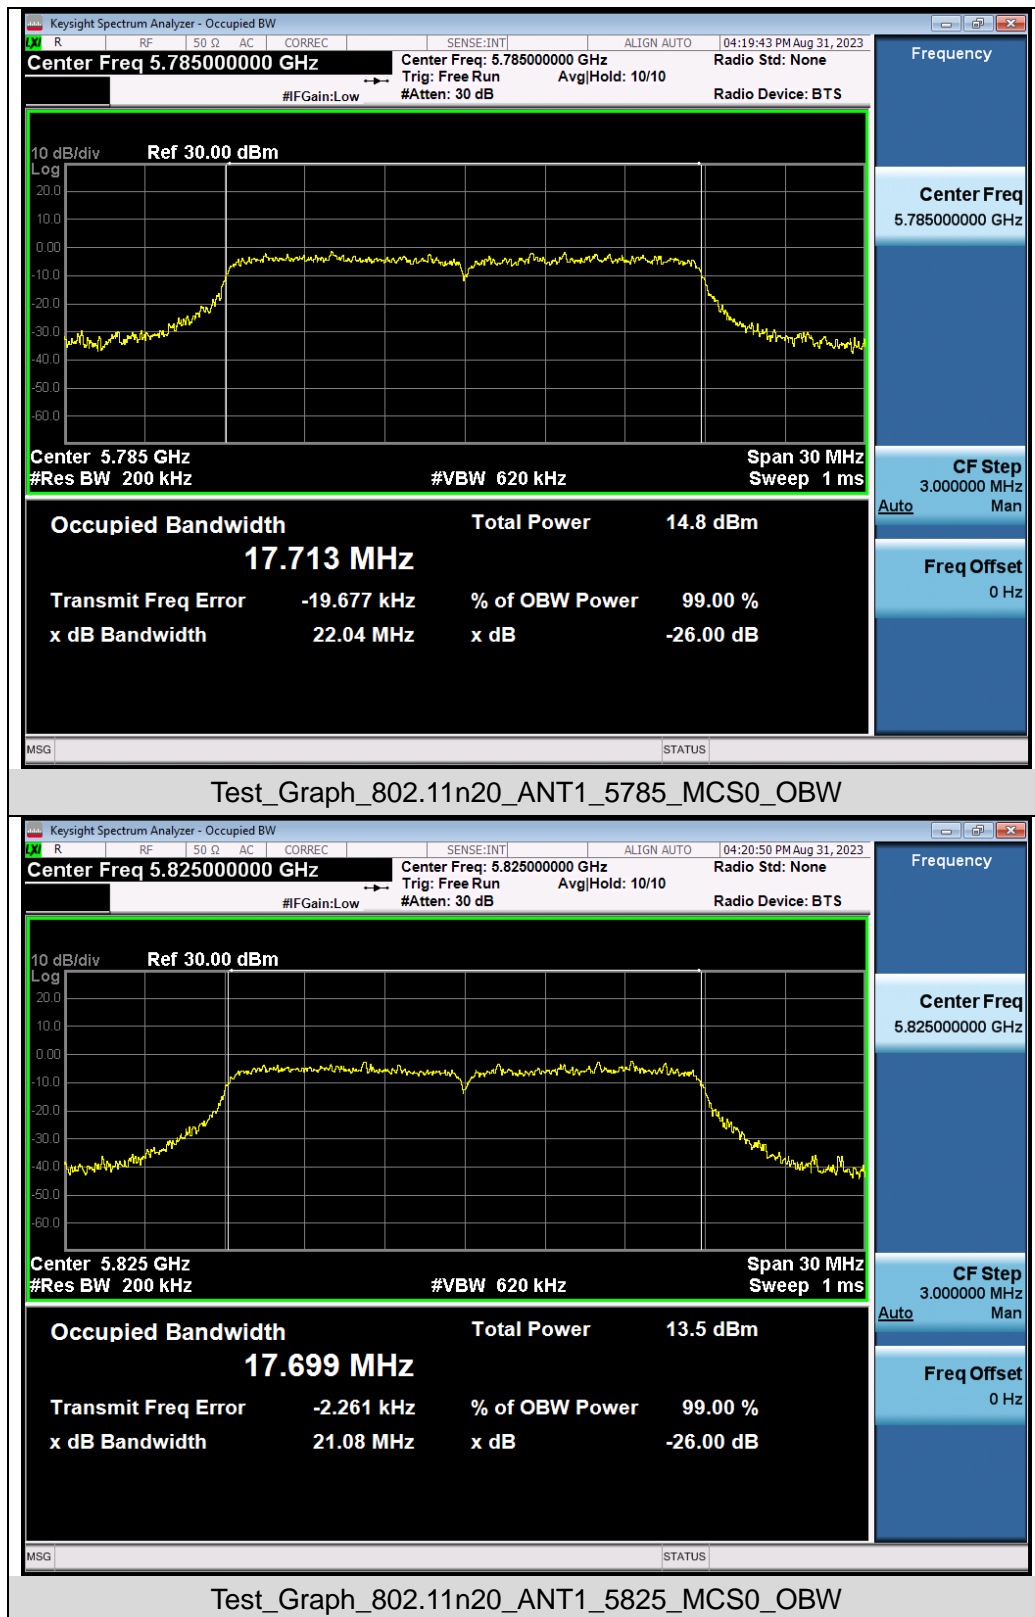 Keysight Spectrum Analyzer - Occupied BW
LXI R RF 50 Ω AC CORREC SENSE:INT ALIGN AUTO 04:19:43 PM Aug 31, 2023
Center Freq 5.785000000 GHz
Center Freq: 5.785000000 GHz
Radio Std: None
Trig: Free Run Avg|Hold: 10/10
#IFGain:Low #Atten: 30 dB Radio Device: BTS
10 dB/div Ref 30.00 dBm
Log
20.0
10.0
0.00
-10.0
-20.0
-30.0
-40.0
-50.0
-60.0
Center 5.785 GHz Span 30 MHz
#Res BW 200 kHz #VBW 620 kHz Sweep 1 ms
Occupied Bandwidth Total Power 14.8 dBm
17.713 MHz
Transmit Freq Error -19.677 kHz % of OBW Power 99.00 %
x dB Bandwidth 22.04 MHz x dB -26.00 dB
MSG STATUS
Frequency
Center Freq
5.785000000 GHz
CF Step
3.000000 MHz
Auto Man
Freq Offset
0 Hz
Test_Graph_802.11n20_ANT1_5785_MCS0_OBW
Keysight Spectrum Analyzer - Occupied BW
LXI R RF 50 Ω AC CORREC SENSE:INT ALIGN AUTO 04:20:50 PM Aug 31, 2023
Center Freq 5.825000000 GHz
Center Freq: 5.825000000 GHz
Radio Std: None
Trig: Free Run Avg|Hold: 10/10
#IFGain:Low #Atten: 30 dB Radio Device: BTS
10 dB/div Ref 30.00 dBm
Log
20.0
10.0
0.00
-10.0
-20.0
-30.0
-40.0
-50.0
-60.0
Center 5.825 GHz Span 30 MHz
#Res BW 200 kHz #VBW 620 kHz Sweep 1 ms
Occupied Bandwidth Total Power 13.5 dBm
17.699 MHz
Transmit Freq Error -2.261 kHz % of OBW Power 99.00 %
x dB Bandwidth 21.08 MHz x dB -26.00 dB
MSG STATUS
Frequency
Center Freq
5.825000000 GHz
CF Step
3.000000 MHz
Auto Man
Freq Offset
0 Hz
Test_Graph_802.11n20_ANT1_5825_MCS0_OBW